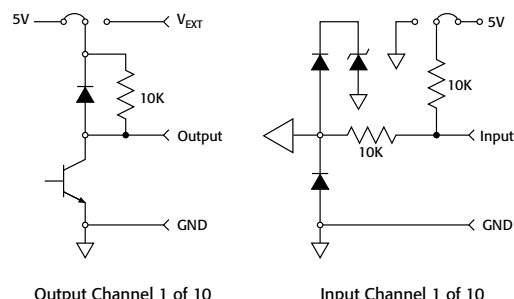 5V
V_EXT
10K
Output
GND
Output Channel 1 of 10
5V
10K
10K
Input
GND
Input Channel 1 of 10